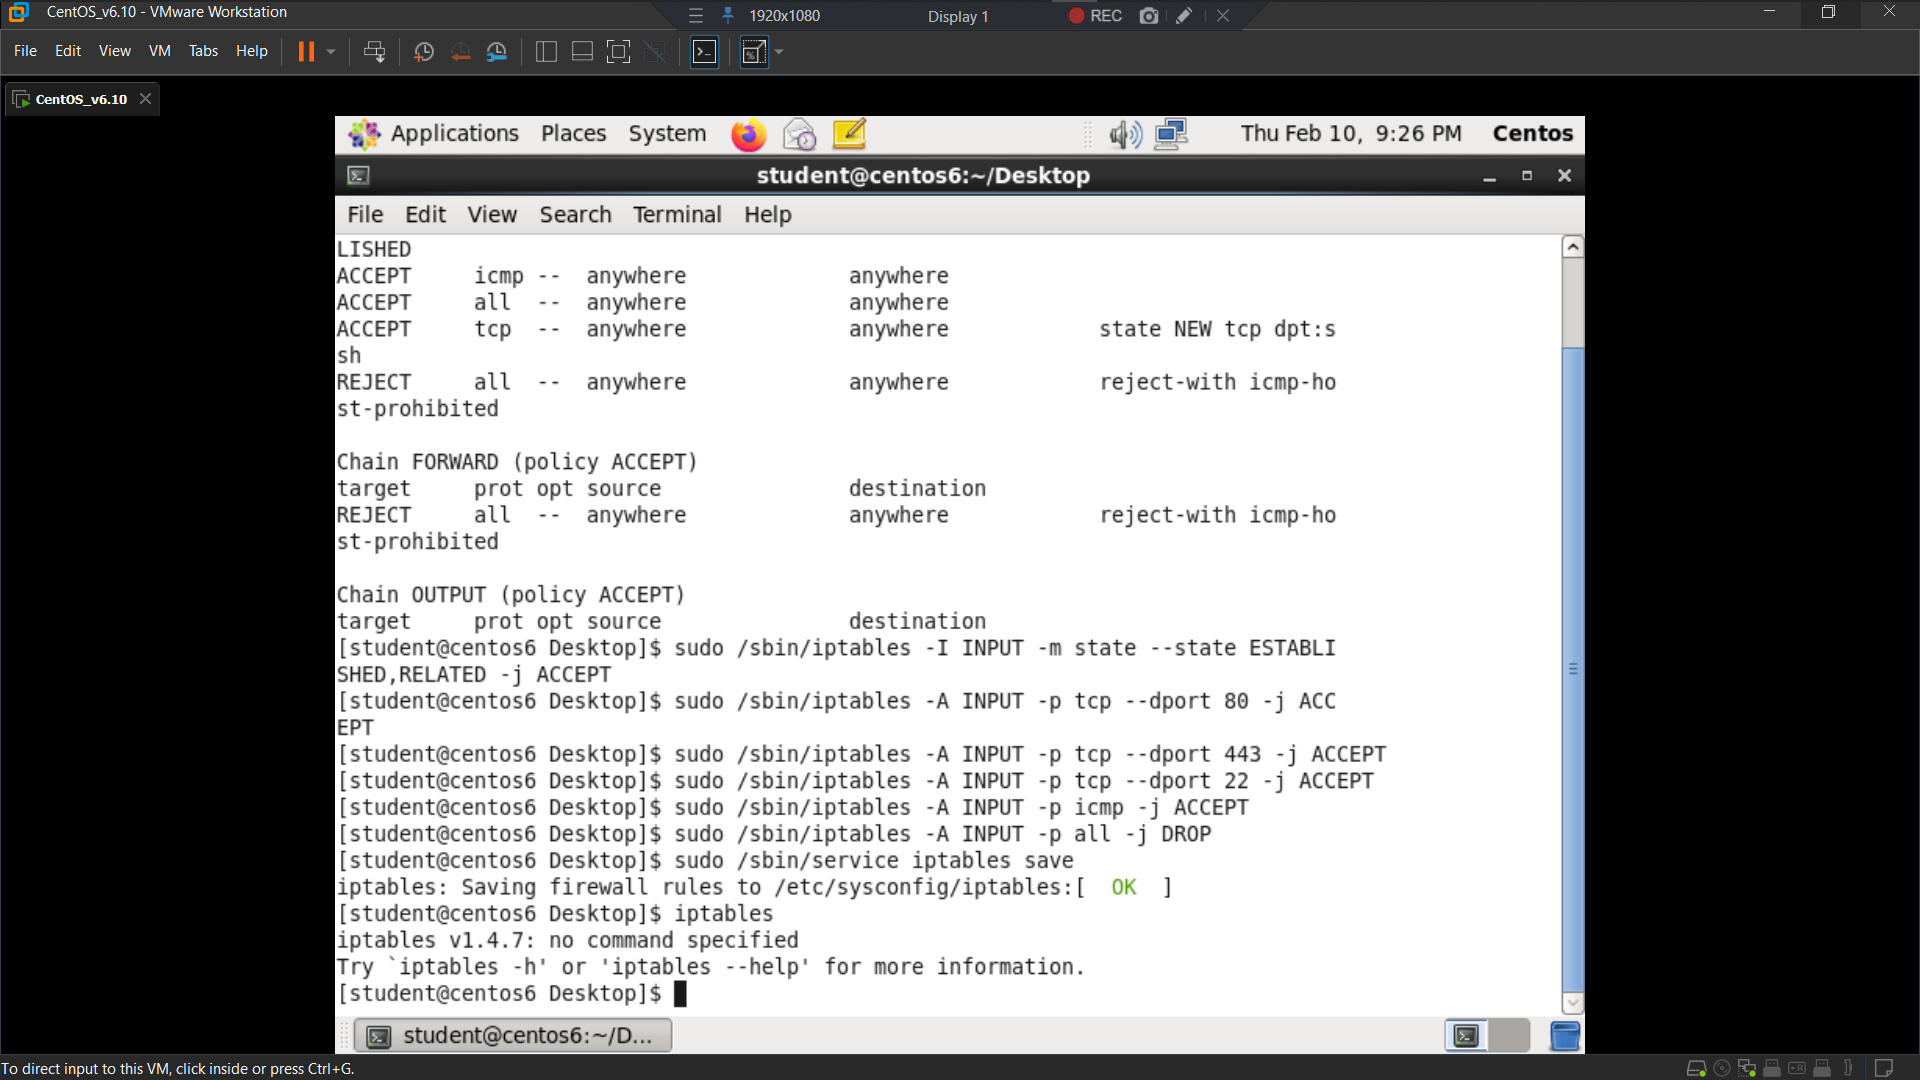 CentOS_v6.10 - VMware Workstation
1920x1080
Display 1
REC
File Edit View VM Tabs Help
CentOS_v6.10
Applications Places System
Thu Feb 10, 9:26 PM Centos
student@centos6:~/Desktop
File Edit View Search Terminal Help
LISHED
ACCEPT     icmp --  anywhere             anywhere
ACCEPT     all  --  anywhere             anywhere
ACCEPT     tcp  --  anywhere             anywhere            state NEW tcp dpt:s
sh
REJECT     all  --  anywhere             anywhere            reject-with icmp-ho
st-prohibited
Chain FORWARD (policy ACCEPT)
target     prot opt source               destination
REJECT     all  --  anywhere             anywhere            reject-with icmp-ho
st-prohibited
Chain OUTPUT (policy ACCEPT)
target     prot opt source               destination
[student@centos6 Desktop]$ sudo /sbin/iptables -I INPUT -m state --state ESTABLI
SHED,RELATED -j ACCEPT
[student@centos6 Desktop]$ sudo /sbin/iptables -A INPUT -p tcp --dport 80 -j ACC
EPT
[student@centos6 Desktop]$ sudo /sbin/iptables -A INPUT -p tcp --dport 443 -j ACCEPT
[student@centos6 Desktop]$ sudo /sbin/iptables -A INPUT -p tcp --dport 22 -j ACCEPT
[student@centos6 Desktop]$ sudo /sbin/iptables -A INPUT -p icmp -j ACCEPT
[student@centos6 Desktop]$ sudo /sbin/iptables -A INPUT -p all -j DROP
[student@centos6 Desktop]$ sudo /sbin/service iptables save
iptables: Saving firewall rules to /etc/sysconfig/iptables:[  OK  ]
[student@centos6 Desktop]$ iptables
iptables v1.4.7: no command specified
Try `iptables -h' or 'iptables --help' for more information.
[student@centos6 Desktop]$
student@centos6:~/D...
To direct input to this VM, click inside or press Ctrl+G.